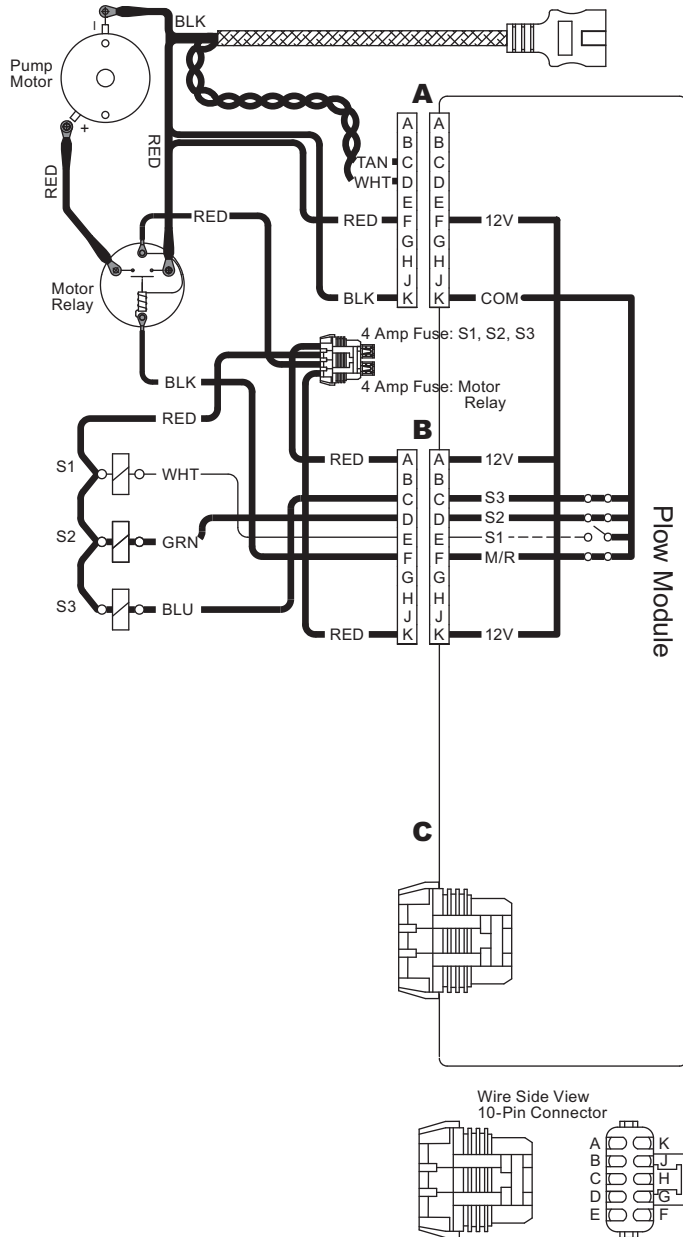 BLK
Pump
Motor
RED
RED
A
A
B
C
D
E
F
G
H
J
K
A
B
C
D
E
F
G
H
J
K
TAN
WHT
RED
RED
12V
Motor
Relay
BLK
COM
4 Amp Fuse: S1, S2, S3
4 Amp Fuse: Motor
Relay
BLK
RED
B
A
B
C
D
E
F
G
H
J
K
A
B
C
D
E
F
G
H
J
K
RED
12V
S1
WHT
S3
S2
S2
GRN
S1
M/R
S3
BLU
RED
12V
Plow Module
C
Wire Side View
10-Pin Connector
A K
B J
C H
D G
E F